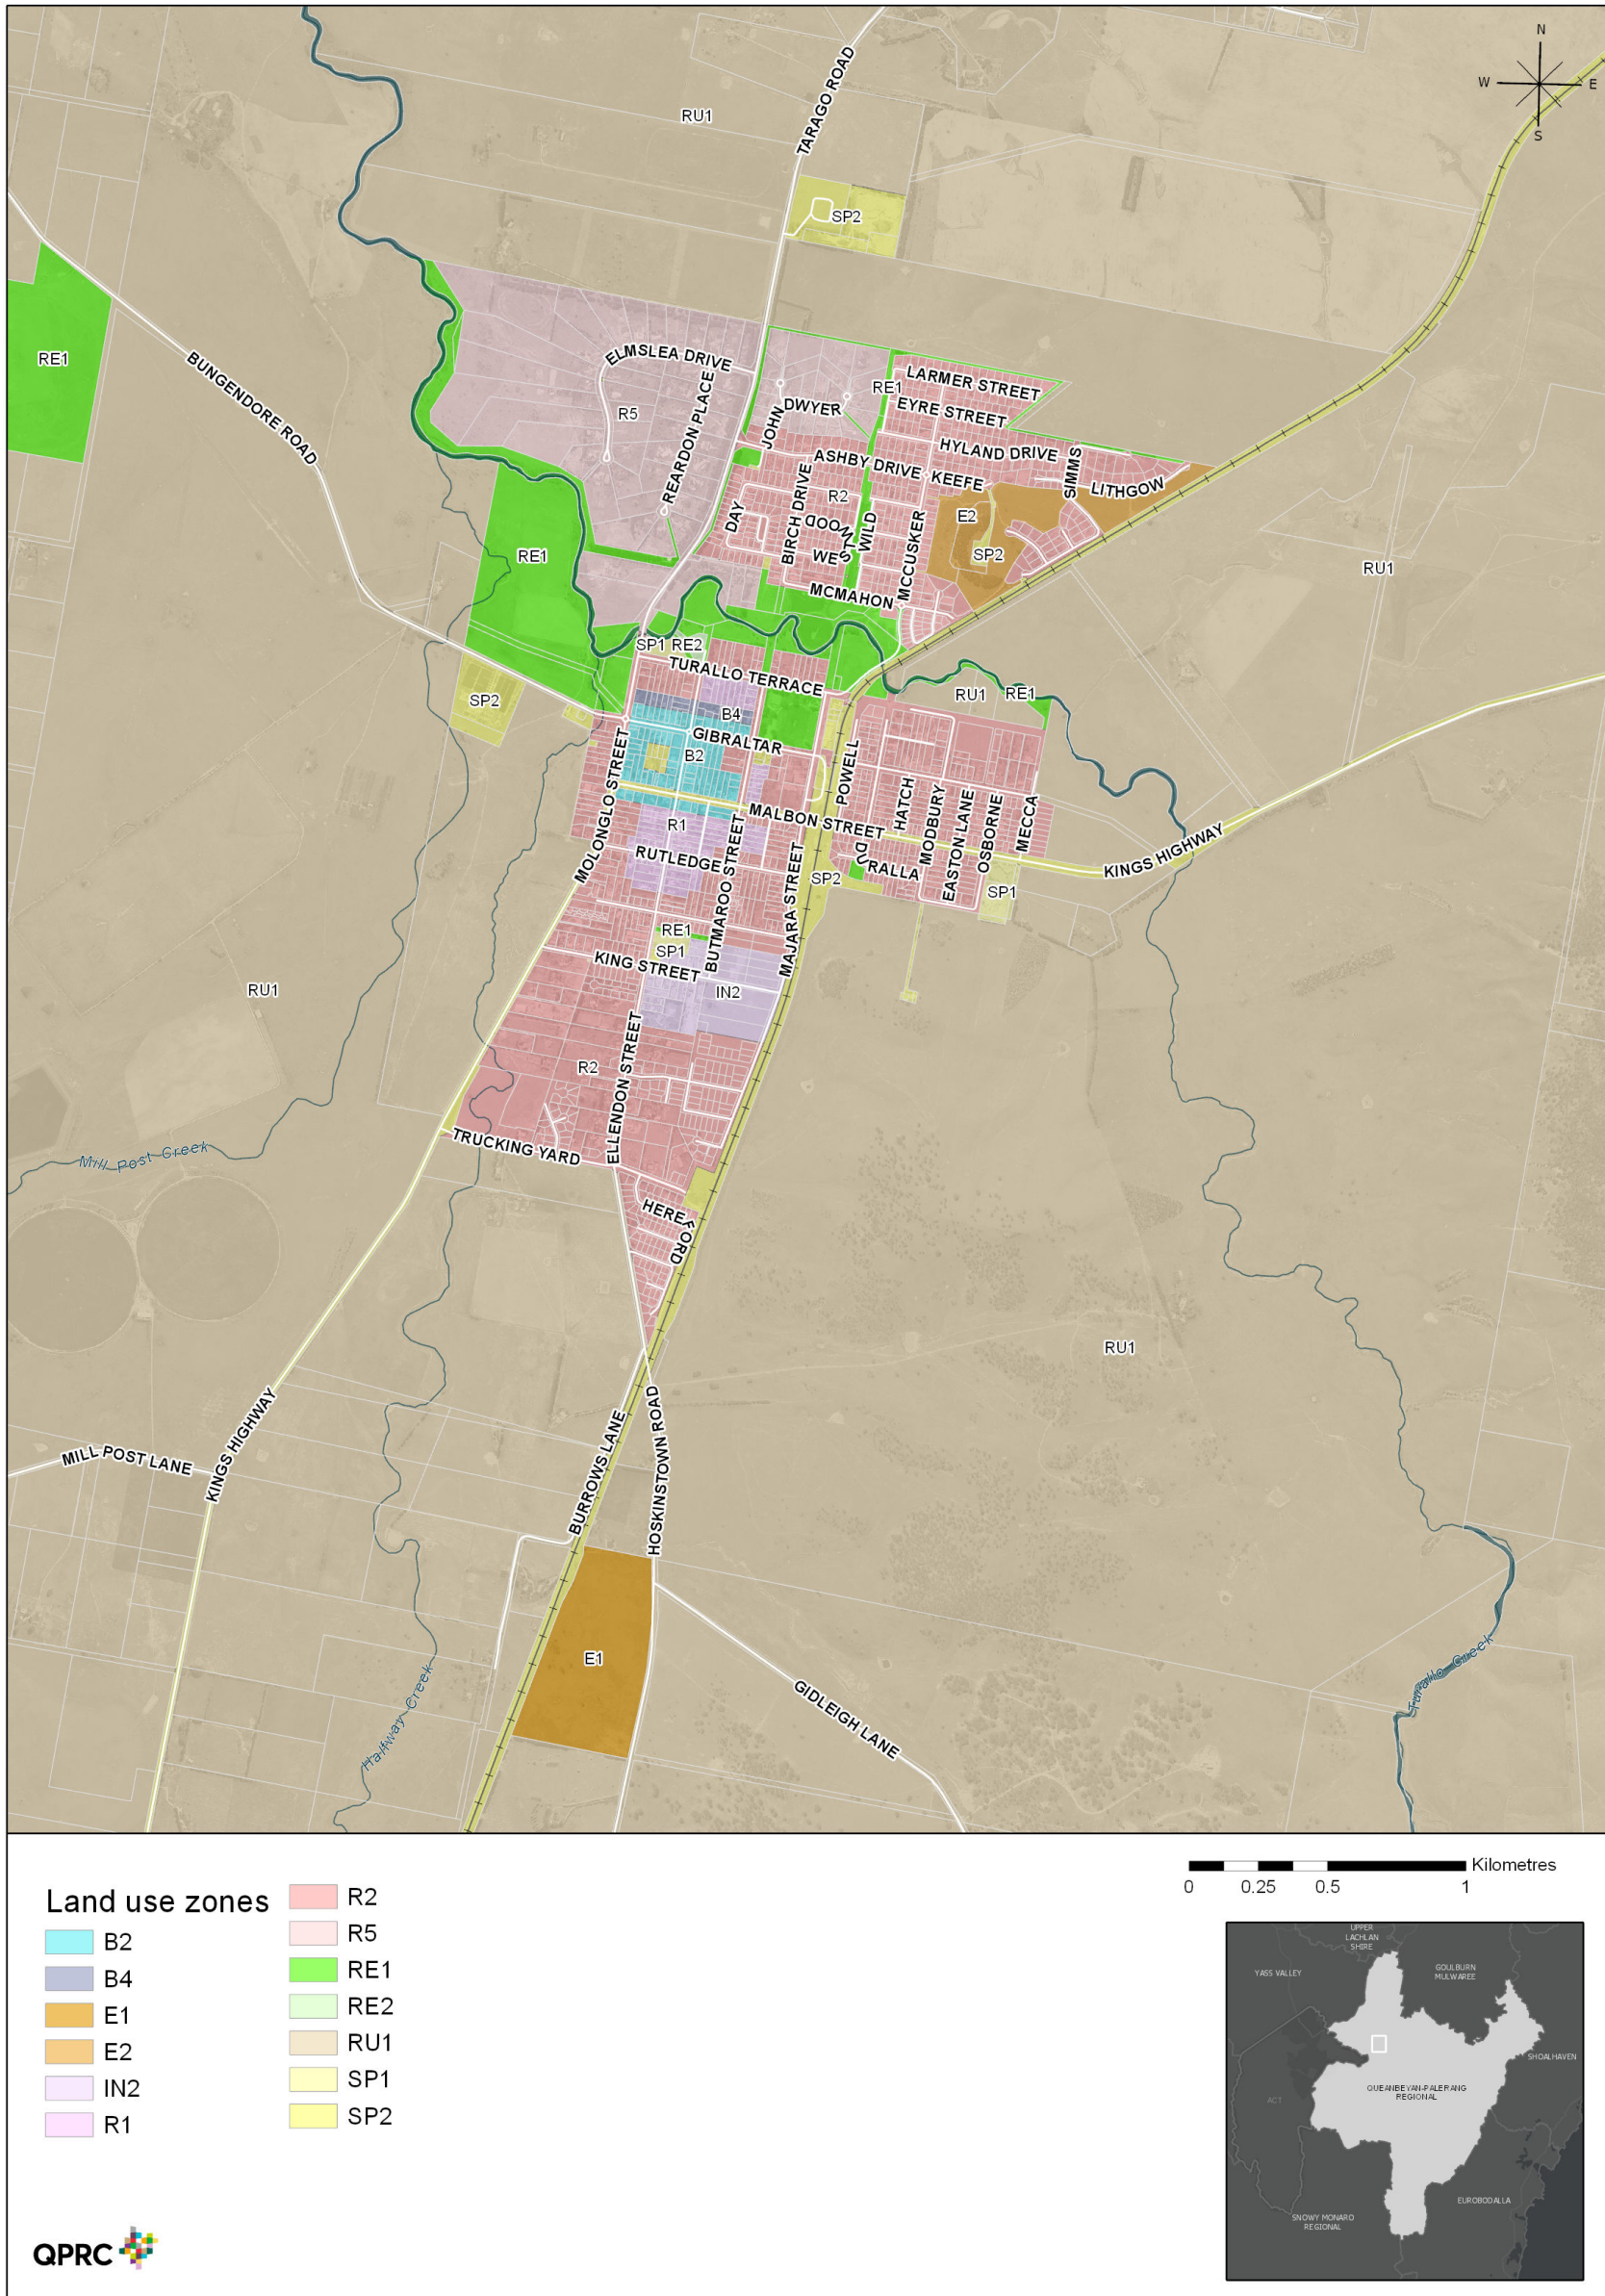 N
W
E
S
TARAGO ROAD
RU1
SP2
RE1
BUNGENDORE ROAD
ELMSLEA DRIVE
REARDON PLACE
R5
JOHN
DWYER
RE1
LARMER STREET
EYRE STREET
HYLAND DRIVE
ASHBY DRIVE
KEEFE
SIMMS
LITHGOW
R2
BIRCH DRIVE
DAY
WESTWOOD
WILD
MCCUSKER
E2
SP2
RE1
MCMAHON
RU1
SP1
RE2
TURALLO TERRACE
SP2
RU1
RE1
B4
GIBRALTAR
B2
MOLONGLO STREET
POWELL
HATCH
MODBURY
EASTON LANE
OSBORNE
MECCA
MALBON STREET
R1
RUTLEDGE
BUTMAROO STREET
MAJARA STREET
KINGS HIGHWAY
DURALLA
SP2
SP1
RE1
SP1
KING STREET
IN2
RU1
ELLENDON STREET
R2
TRUCKING YARD
Mill Post Creek
HEREFORD
RU1
KINGS HIGHWAY
MILL POST LANE
BURROWS LANE
HOSKINSTOWN ROAD
E1
GIDLEIGH LANE
Halfway Creek
Turallo Creek
Land use zones
B2
B4
E1
E2
IN2
R1
R2
R5
RE1
RE2
RU1
SP1
SP2
Kilometres
0 0.25 0.5 1
UPPER
LACHLAN
SHIRE
YASS VALLEY
GOULBURN
MULWAREE
SHOALHAVEN
QUEANBEYAN-PALERANG
REGIONAL
ACT
EUROBODALLA
SNOWY MONARO
REGIONAL
QPRC